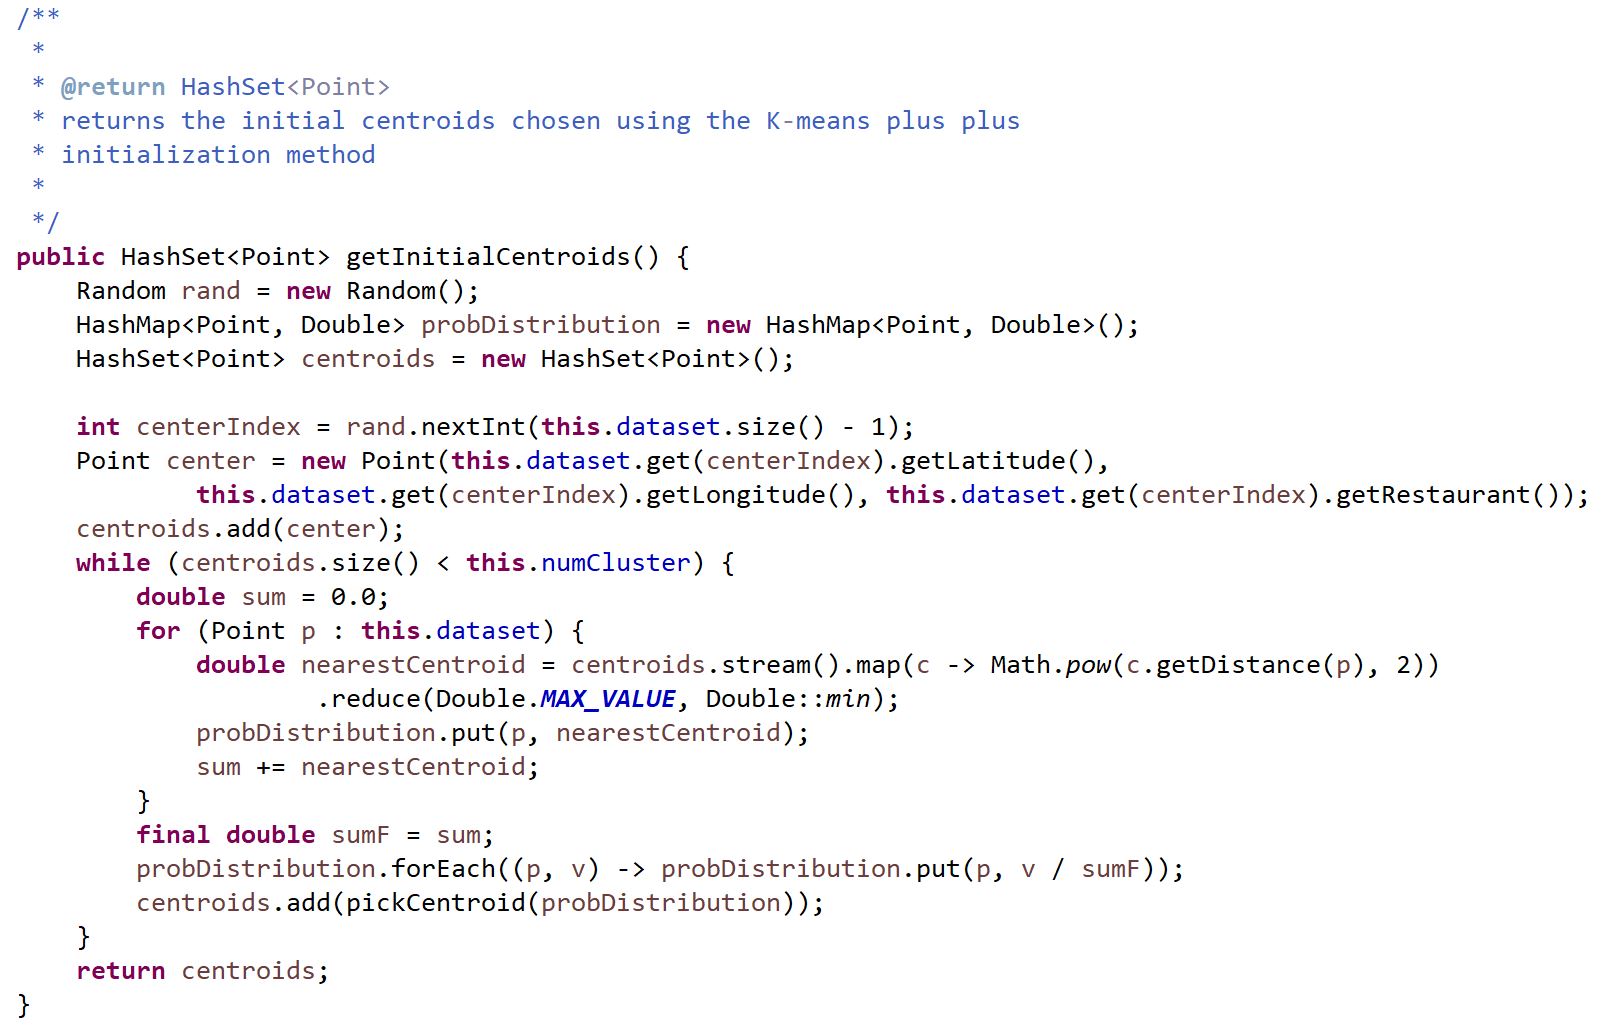 /**
 *
 * @return HashSet<Point>
 * returns the initial centroids chosen using the K-means plus plus
 * initialization method
 *
 */
public HashSet<Point> getInitialCentroids() {
    Random rand = new Random();
    HashMap<Point, Double> probDistribution = new HashMap<Point, Double>();
    HashSet<Point> centroids = new HashSet<Point>();

    int centerIndex = rand.nextInt(this.dataset.size() - 1);
    Point center = new Point(this.dataset.get(centerIndex).getLatitude(),
            this.dataset.get(centerIndex).getLongitude(), this.dataset.get(centerIndex).getRestaurant());
    centroids.add(center);
    while (centroids.size() < this.numCluster) {
        double sum = 0.0;
        for (Point p : this.dataset) {
            double nearestCentroid = centroids.stream().map(c -> Math.pow(c.getDistance(p), 2))
                    .reduce(Double.MAX_VALUE, Double::min);
            probDistribution.put(p, nearestCentroid);
            sum += nearestCentroid;
        }
        final double sumF = sum;
        probDistribution.forEach((p, v) -> probDistribution.put(p, v / sumF));
        centroids.add(pickCentroid(probDistribution));
    }
    return centroids;
}